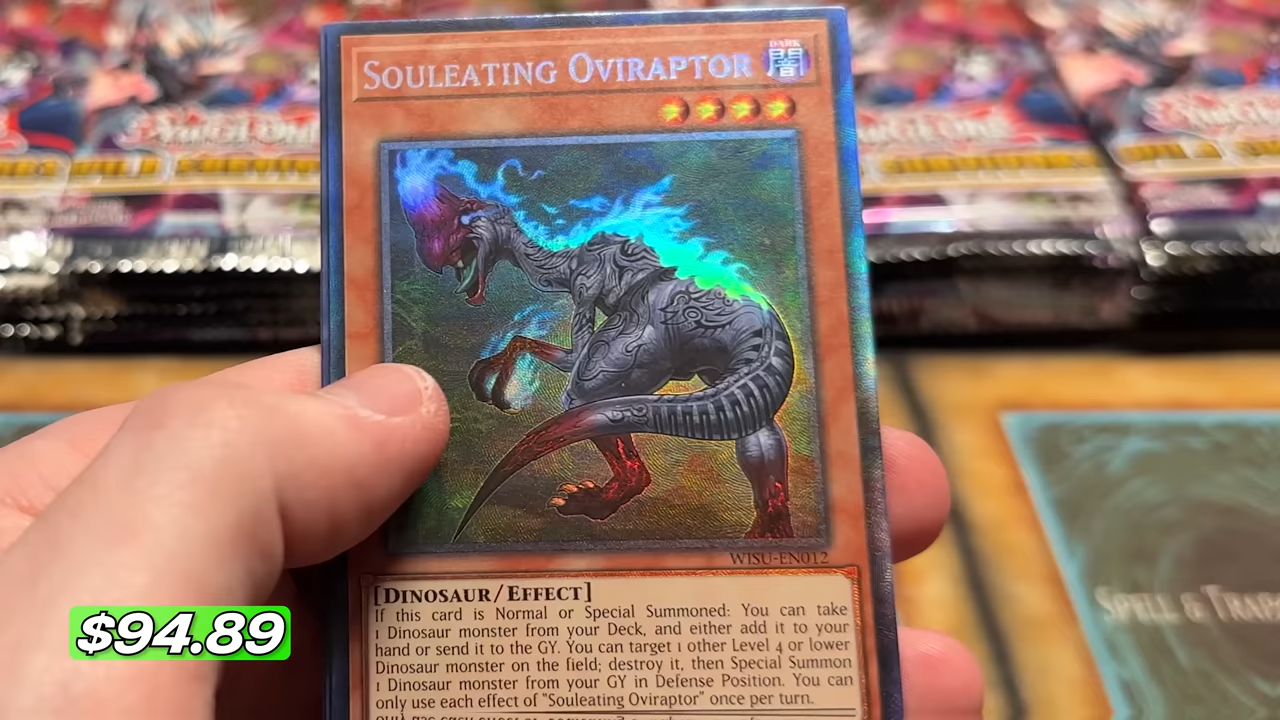 SOULEATING OVIRAPTOR
DARK
闇
WISU-EN012
[DINOSAUR/EFFECT]
If this card is Normal or Special Summoned: You can take
1 Dinosaur monster from your Deck, and either add it to your
hand or send it to the GY. You can target 1 other Level 4 or lower
Dinosaur monster on the field; destroy it, then Special Summon
1 Dinosaur monster from your GY in Defense Position. You can
only use each effect of "Souleating Oviraptor" once per turn.
$94.89
SPELL & TRAP